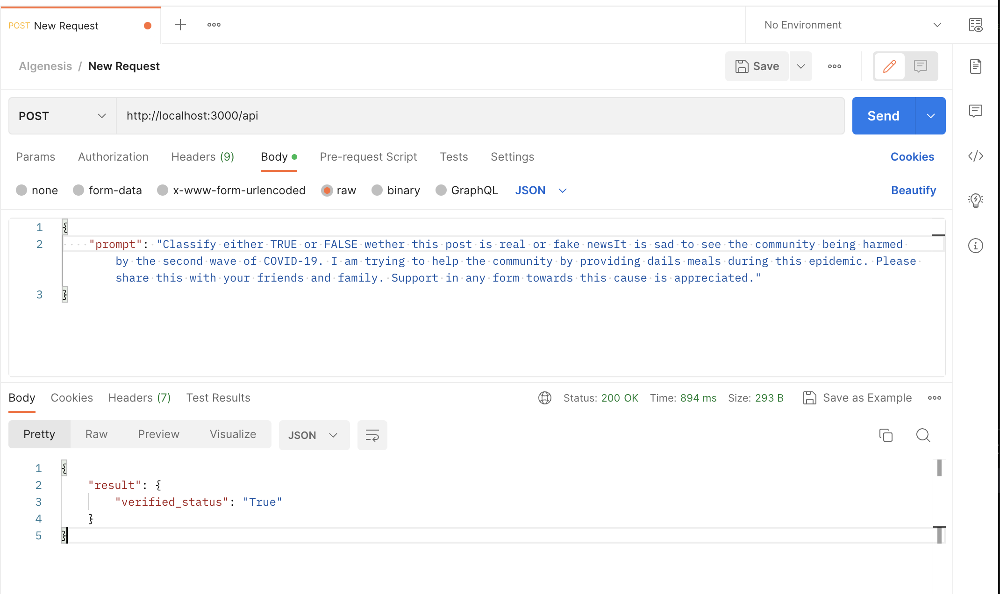 POST New Request
No Environment
Algenesis / New Request
Save
POST
http://localhost:3000/api
Send
Params Authorization Headers (9) Body Pre-request Script Tests Settings Cookies
none form-data x-www-form-urlencoded raw binary GraphQL JSON Beautify
1 {
2 "prompt": "Classify either TRUE or FALSE wether this post is real or fake newsIt is sad to see the community being harmed
by the second wave of COVID-19. I am trying to help the community by providing dails meals during this epidemic. Please
share this with your friends and family. Support in any form towards this cause is appreciated."
3 }
Body Cookies Headers (7) Test Results Status: 200 OK Time: 894 ms Size: 293 B Save as Example
Pretty Raw Preview Visualize JSON
1 {
2 "result": {
3 "verified_status": "True"
4 }
5 }